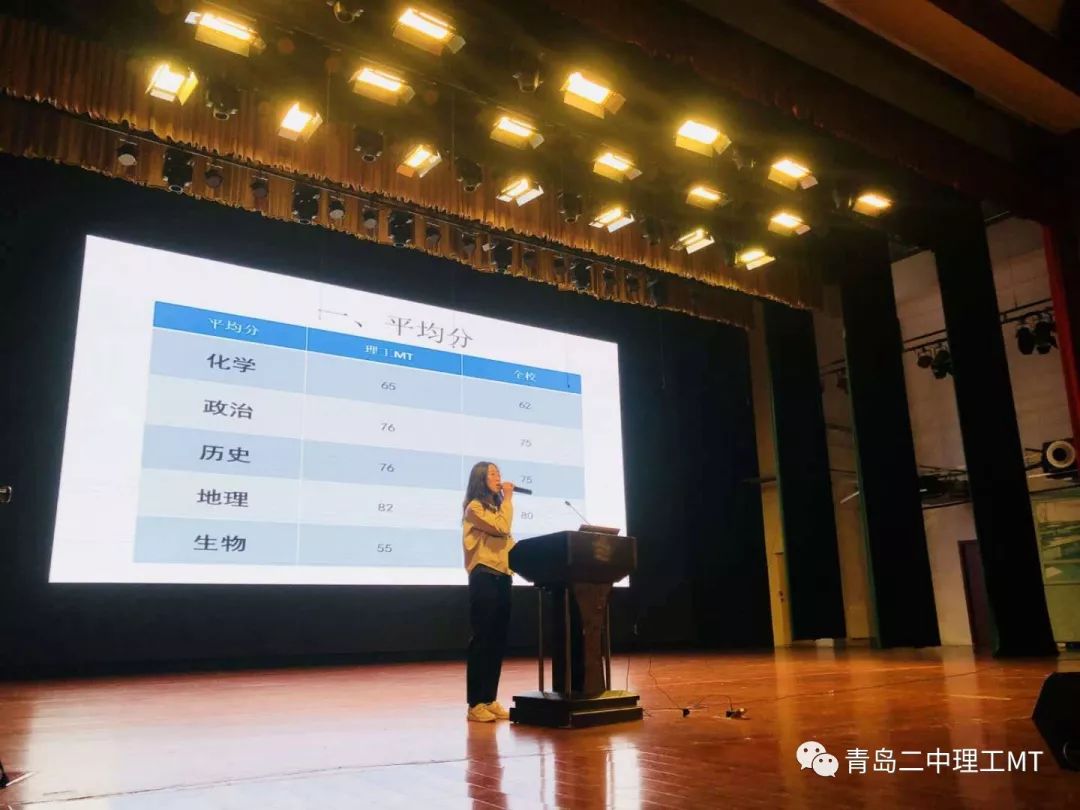 一、平均分
平均分 理工MT 全校
化学 65 62
政治 76 75
历史 76 75
地理 82 80
生物 55
青岛二中理工MT